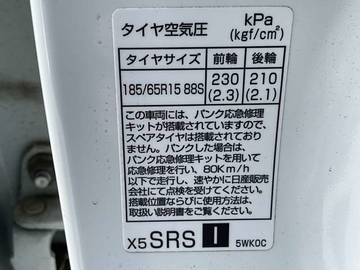 タイヤ空気圧 kPa (kgf/cm²)
タイヤサイズ 前輪 後輪
185/65R15 88S 230 (2.3) 210 (2.1)
この車両には、パンク応急修理
キットが搭載されていますので、
スペアタイヤは搭載されており
ません。パンクした場合は、
パンク応急修理キットを用いて
応急修理を行い、80Km/h
以下で走行し、速やかに日産販売
会社にて点検を受けてください。
搭載位置ならびに使用方法は、
取扱い説明書をご覧ください。
X5 SRS I 5WK0C